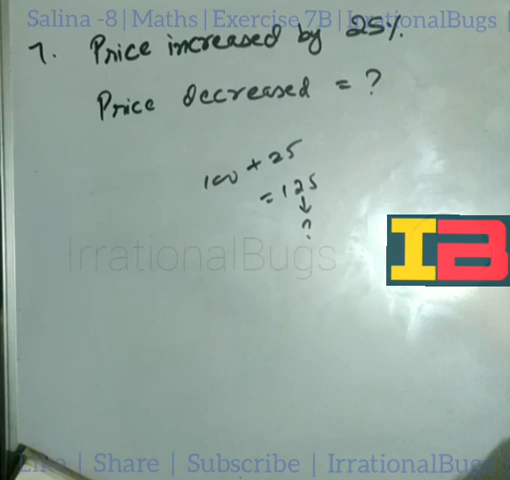 Salina -8 | Maths | Exercise 7B | IrrationalBugs |
7. Price increased by 25%.
Price decreased = ?
100 + 25
= 125
↓
?
IrrationalBugs
IB
Like | Share | Subscribe | IrrationalBugs